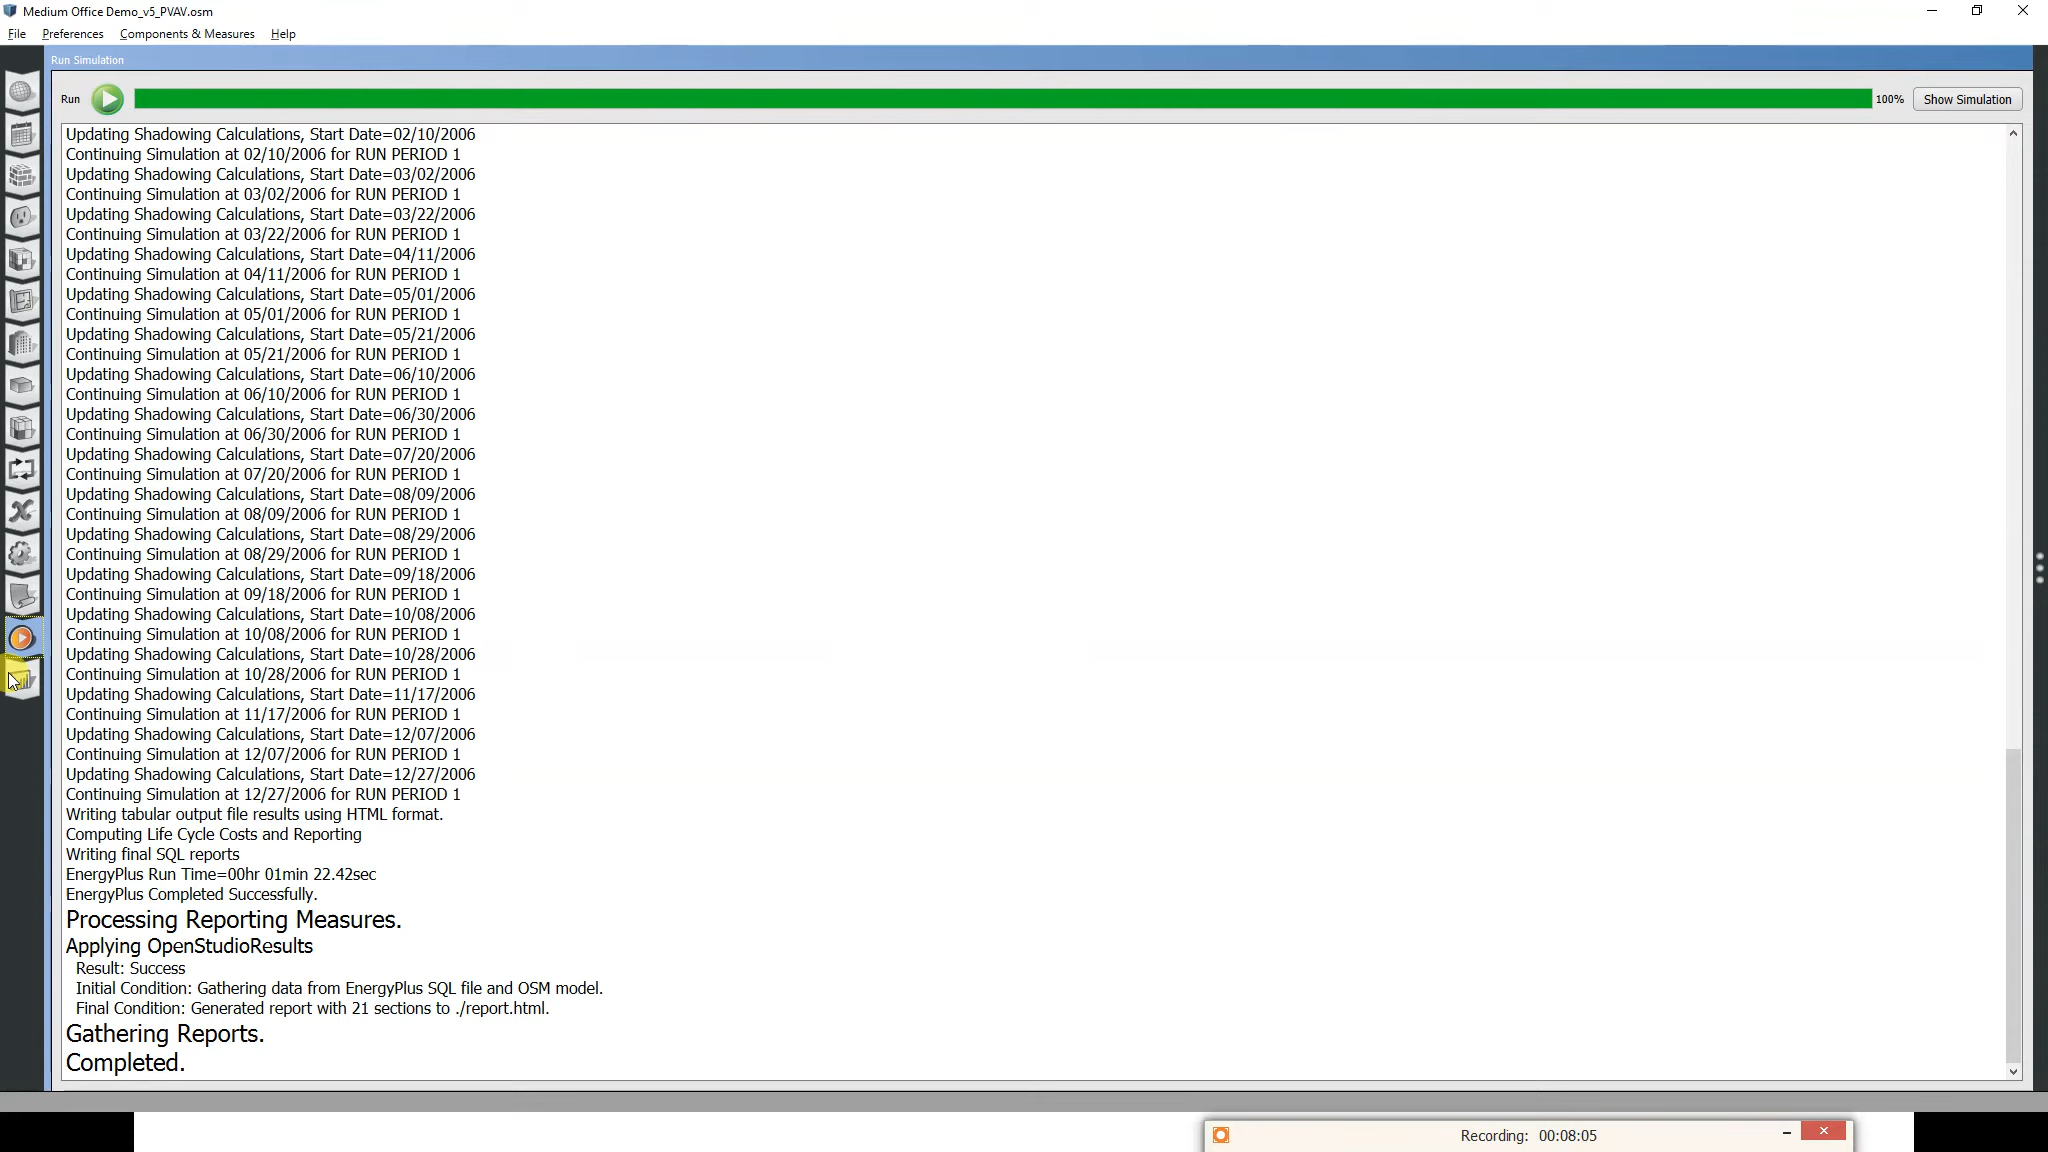 Medium Office Demo_v5_PVAV.osm
File Preferences Components & Measures Help
Run Simulation
Run 100% Show Simulation
Updating Shadowing Calculations, Start Date=02/10/2006
Continuing Simulation at 02/10/2006 for RUN PERIOD 1
Updating Shadowing Calculations, Start Date=03/02/2006
Continuing Simulation at 03/02/2006 for RUN PERIOD 1
Updating Shadowing Calculations, Start Date=03/22/2006
Continuing Simulation at 03/22/2006 for RUN PERIOD 1
Updating Shadowing Calculations, Start Date=04/11/2006
Continuing Simulation at 04/11/2006 for RUN PERIOD 1
Updating Shadowing Calculations, Start Date=05/01/2006
Continuing Simulation at 05/01/2006 for RUN PERIOD 1
Updating Shadowing Calculations, Start Date=05/21/2006
Continuing Simulation at 05/21/2006 for RUN PERIOD 1
Updating Shadowing Calculations, Start Date=06/10/2006
Continuing Simulation at 06/10/2006 for RUN PERIOD 1
Updating Shadowing Calculations, Start Date=06/30/2006
Continuing Simulation at 06/30/2006 for RUN PERIOD 1
Updating Shadowing Calculations, Start Date=07/20/2006
Continuing Simulation at 07/20/2006 for RUN PERIOD 1
Updating Shadowing Calculations, Start Date=08/09/2006
Continuing Simulation at 08/09/2006 for RUN PERIOD 1
Updating Shadowing Calculations, Start Date=08/29/2006
Continuing Simulation at 08/29/2006 for RUN PERIOD 1
Updating Shadowing Calculations, Start Date=09/18/2006
Continuing Simulation at 09/18/2006 for RUN PERIOD 1
Updating Shadowing Calculations, Start Date=10/08/2006
Continuing Simulation at 10/08/2006 for RUN PERIOD 1
Updating Shadowing Calculations, Start Date=10/28/2006
Continuing Simulation at 10/28/2006 for RUN PERIOD 1
Updating Shadowing Calculations, Start Date=11/17/2006
Continuing Simulation at 11/17/2006 for RUN PERIOD 1
Updating Shadowing Calculations, Start Date=12/07/2006
Continuing Simulation at 12/07/2006 for RUN PERIOD 1
Updating Shadowing Calculations, Start Date=12/27/2006
Continuing Simulation at 12/27/2006 for RUN PERIOD 1
Writing tabular output file results using HTML format.
Computing Life Cycle Costs and Reporting
Writing final SQL reports
EnergyPlus Run Time=00hr 01min 22.42sec
EnergyPlus Completed Successfully.
Processing Reporting Measures.
Applying OpenStudioResults
Result: Success
Initial Condition: Gathering data from EnergyPlus SQL file and OSM model.
Final Condition: Generated report with 21 sections to ./report.html.
Gathering Reports.
Completed.
Recording: 00:08:05